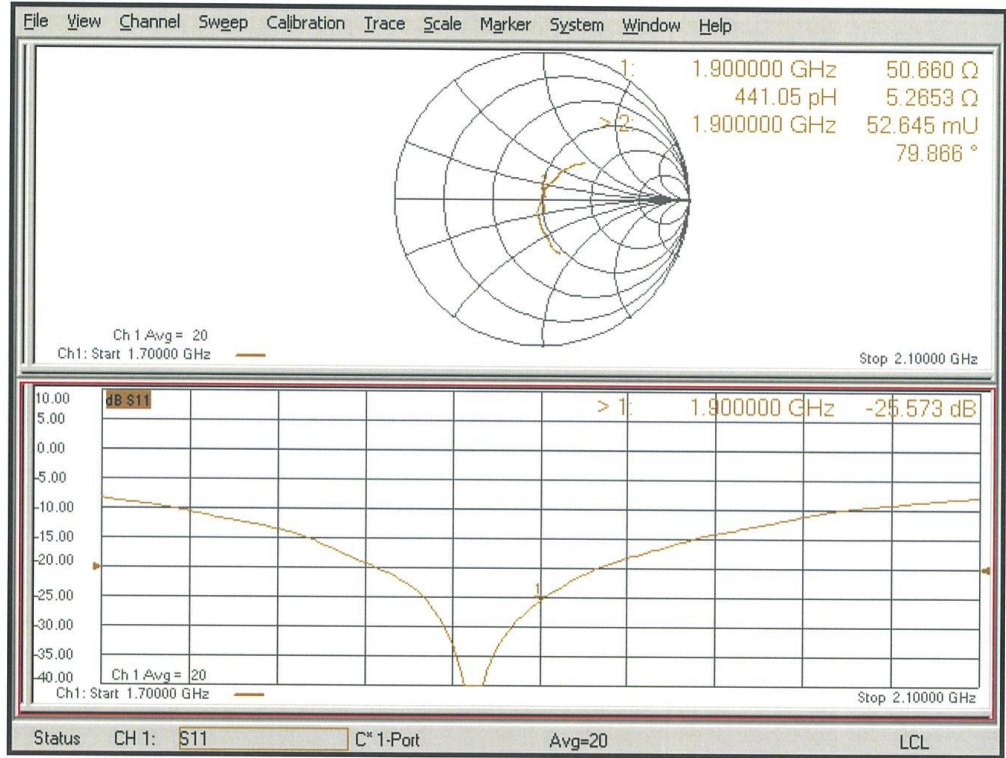 File View Channel Sweep Calibration Trace Scale Marker System Window Help
1: 1.900000 GHz 50.660 Ω
441.05 pH 5.2653 Ω
> 2: 1.900000 GHz 52.645 mU
79.866 °
Ch 1 Avg = 20
Ch1: Start 1.70000 GHz Stop 2.10000 GHz
10.00 dB S11 > 1: 1.900000 GHz -25.573 dB
5.00
0.00
-5.00
-10.00
-15.00
-20.00
1
-25.00
-30.00
-35.00
-40.00 Ch 1 Avg = 20
Ch1: Start 1.70000 GHz Stop 2.10000 GHz
Status CH 1: S11 C* 1-Port Avg=20 LCL